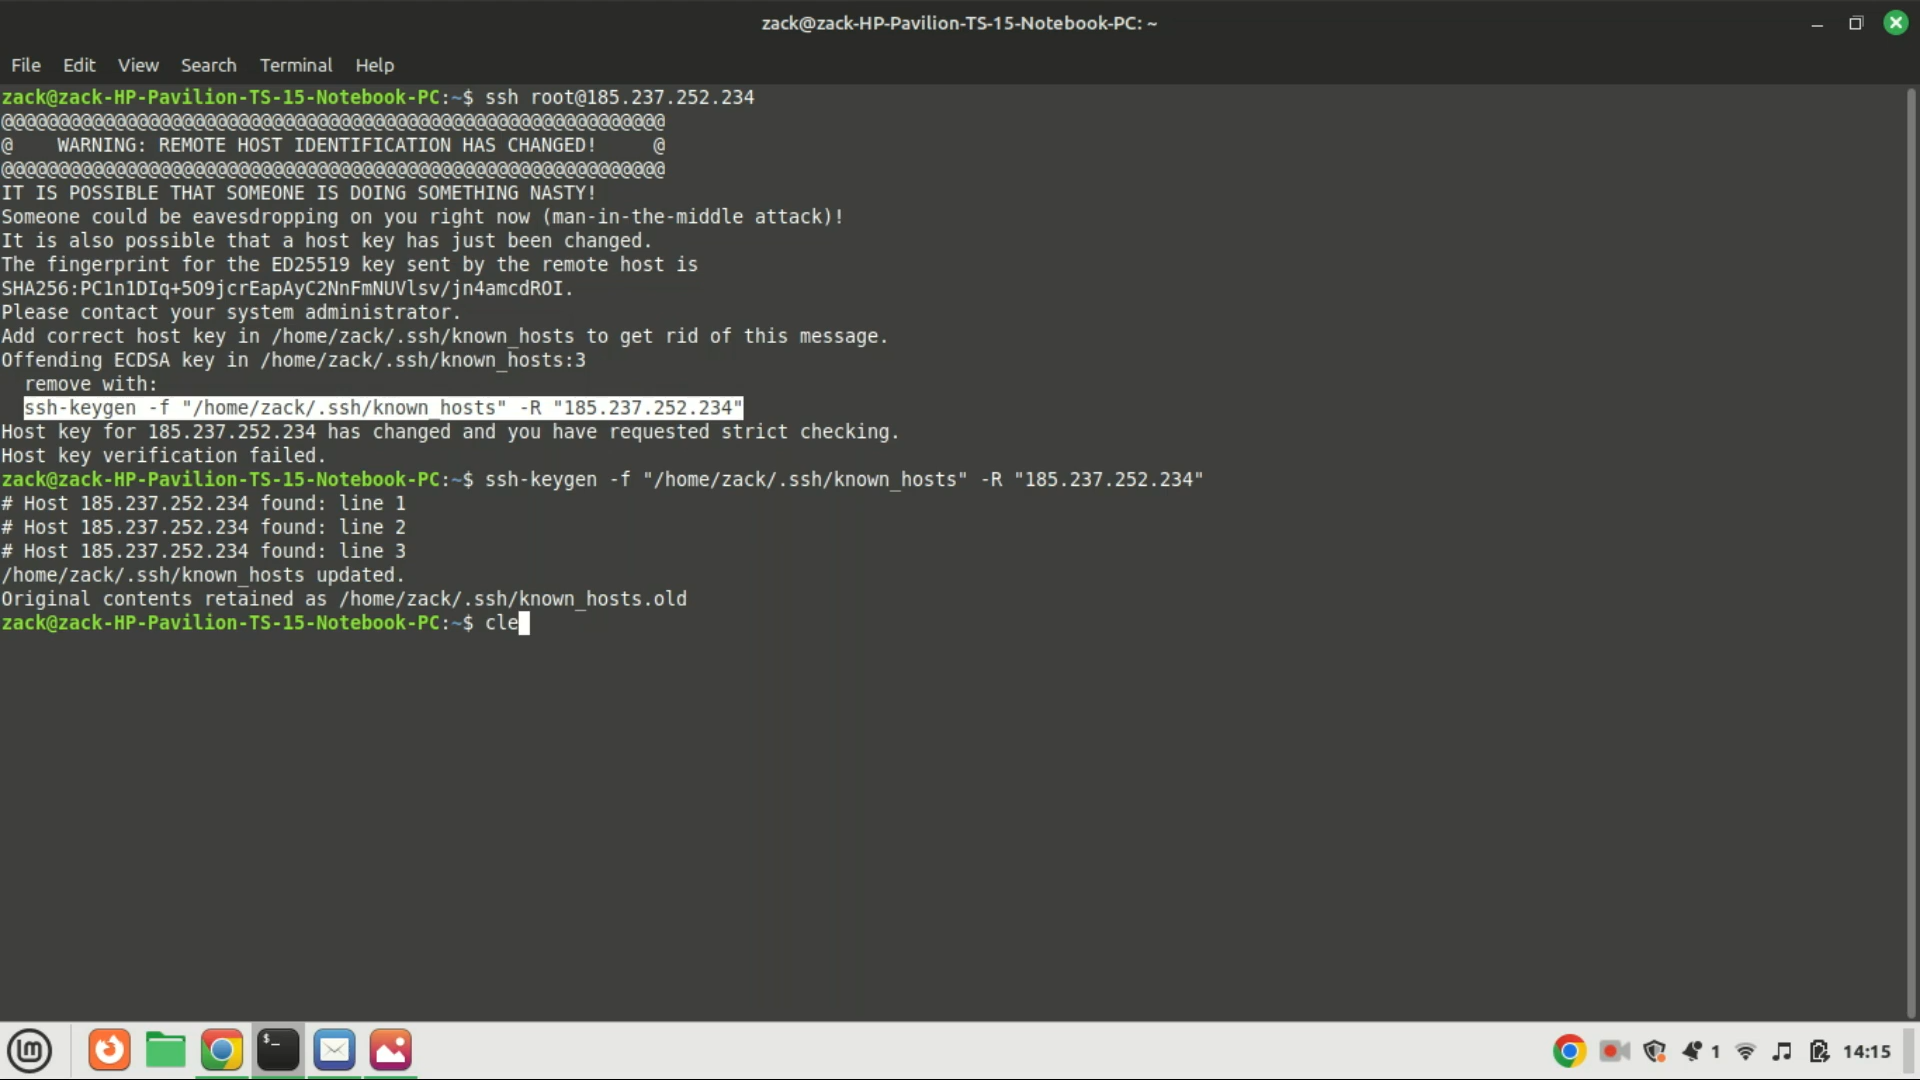 zack@zack-HP-Pavilion-TS-15-Notebook-PC: ~
File Edit View Search Terminal Help
zack@zack-HP-Pavilion-TS-15-Notebook-PC:~$ ssh root@185.237.252.234
@@@@@@@@@@@@@@@@@@@@@@@@@@@@@@@@@@@@@@@@@@@@@@@@@@@@@@@@@@@
@    WARNING: REMOTE HOST IDENTIFICATION HAS CHANGED!     @
@@@@@@@@@@@@@@@@@@@@@@@@@@@@@@@@@@@@@@@@@@@@@@@@@@@@@@@@@@@
IT IS POSSIBLE THAT SOMEONE IS DOING SOMETHING NASTY!
Someone could be eavesdropping on you right now (man-in-the-middle attack)!
It is also possible that a host key has just been changed.
The fingerprint for the ED25519 key sent by the remote host is
SHA256:PC1n1DIq+5O9jcrEapAyC2NnFmNUVlsv/jn4amcdROI.
Please contact your system administrator.
Add correct host key in /home/zack/.ssh/known_hosts to get rid of this message.
Offending ECDSA key in /home/zack/.ssh/known_hosts:3
  remove with:
  ssh-keygen -f "/home/zack/.ssh/known_hosts" -R "185.237.252.234"
Host key for 185.237.252.234 has changed and you have requested strict checking.
Host key verification failed.
zack@zack-HP-Pavilion-TS-15-Notebook-PC:~$ ssh-keygen -f "/home/zack/.ssh/known_hosts" -R "185.237.252.234"
# Host 185.237.252.234 found: line 1
# Host 185.237.252.234 found: line 2
# Host 185.237.252.234 found: line 3
/home/zack/.ssh/known_hosts updated.
Original contents retained as /home/zack/.ssh/known_hosts.old
zack@zack-HP-Pavilion-TS-15-Notebook-PC:~$ cle
lm $_ 1 14:15